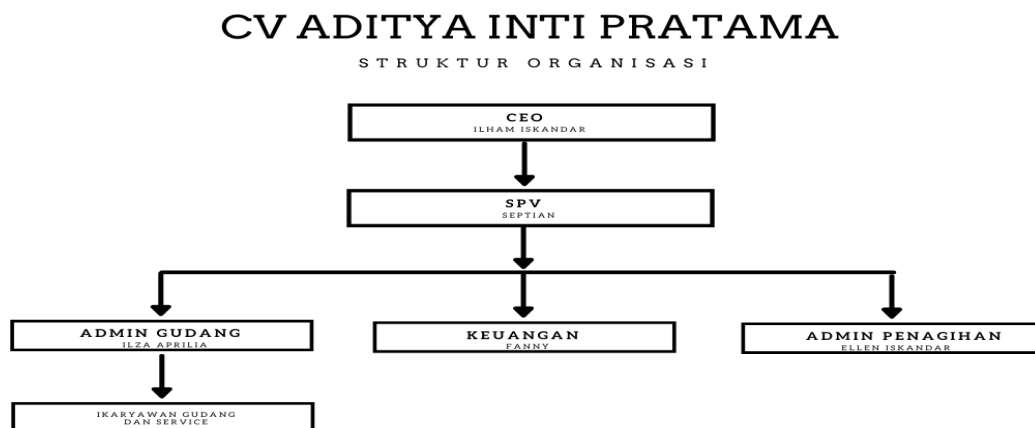 CV ADITYA INTI PRATAMA
STRUKTUR ORGANISASI
CEO
ILHAM ISKANDAR
SPV
SEPTIAN
ADMIN GUDANG
ILZA APRILIA
KEUANGAN
FANNY
ADMIN PENAGIHAN
ELLEN ISKANDAR
IKARYAWAN GUDANG
DAN SERVICE